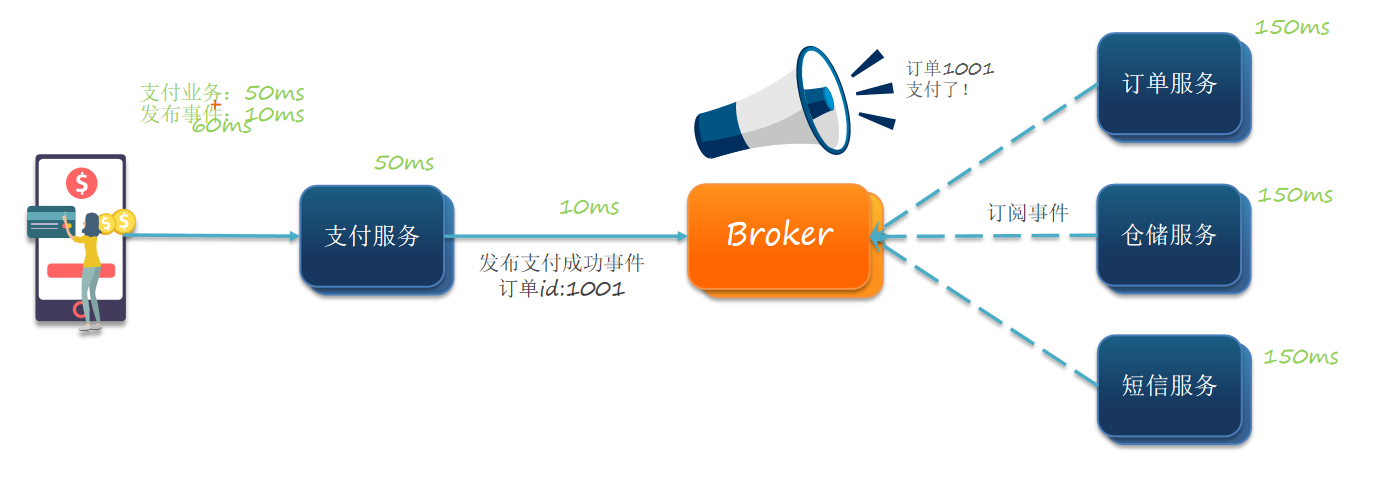 支付业务：50ms
+
发布事件：10ms
60ms
50ms
支付服务
10ms
发布支付成功事件
订单id:1001
Broker
订单1001
支付了！
订阅事件
150ms
订单服务
150ms
仓储服务
150ms
短信服务
$
$
$